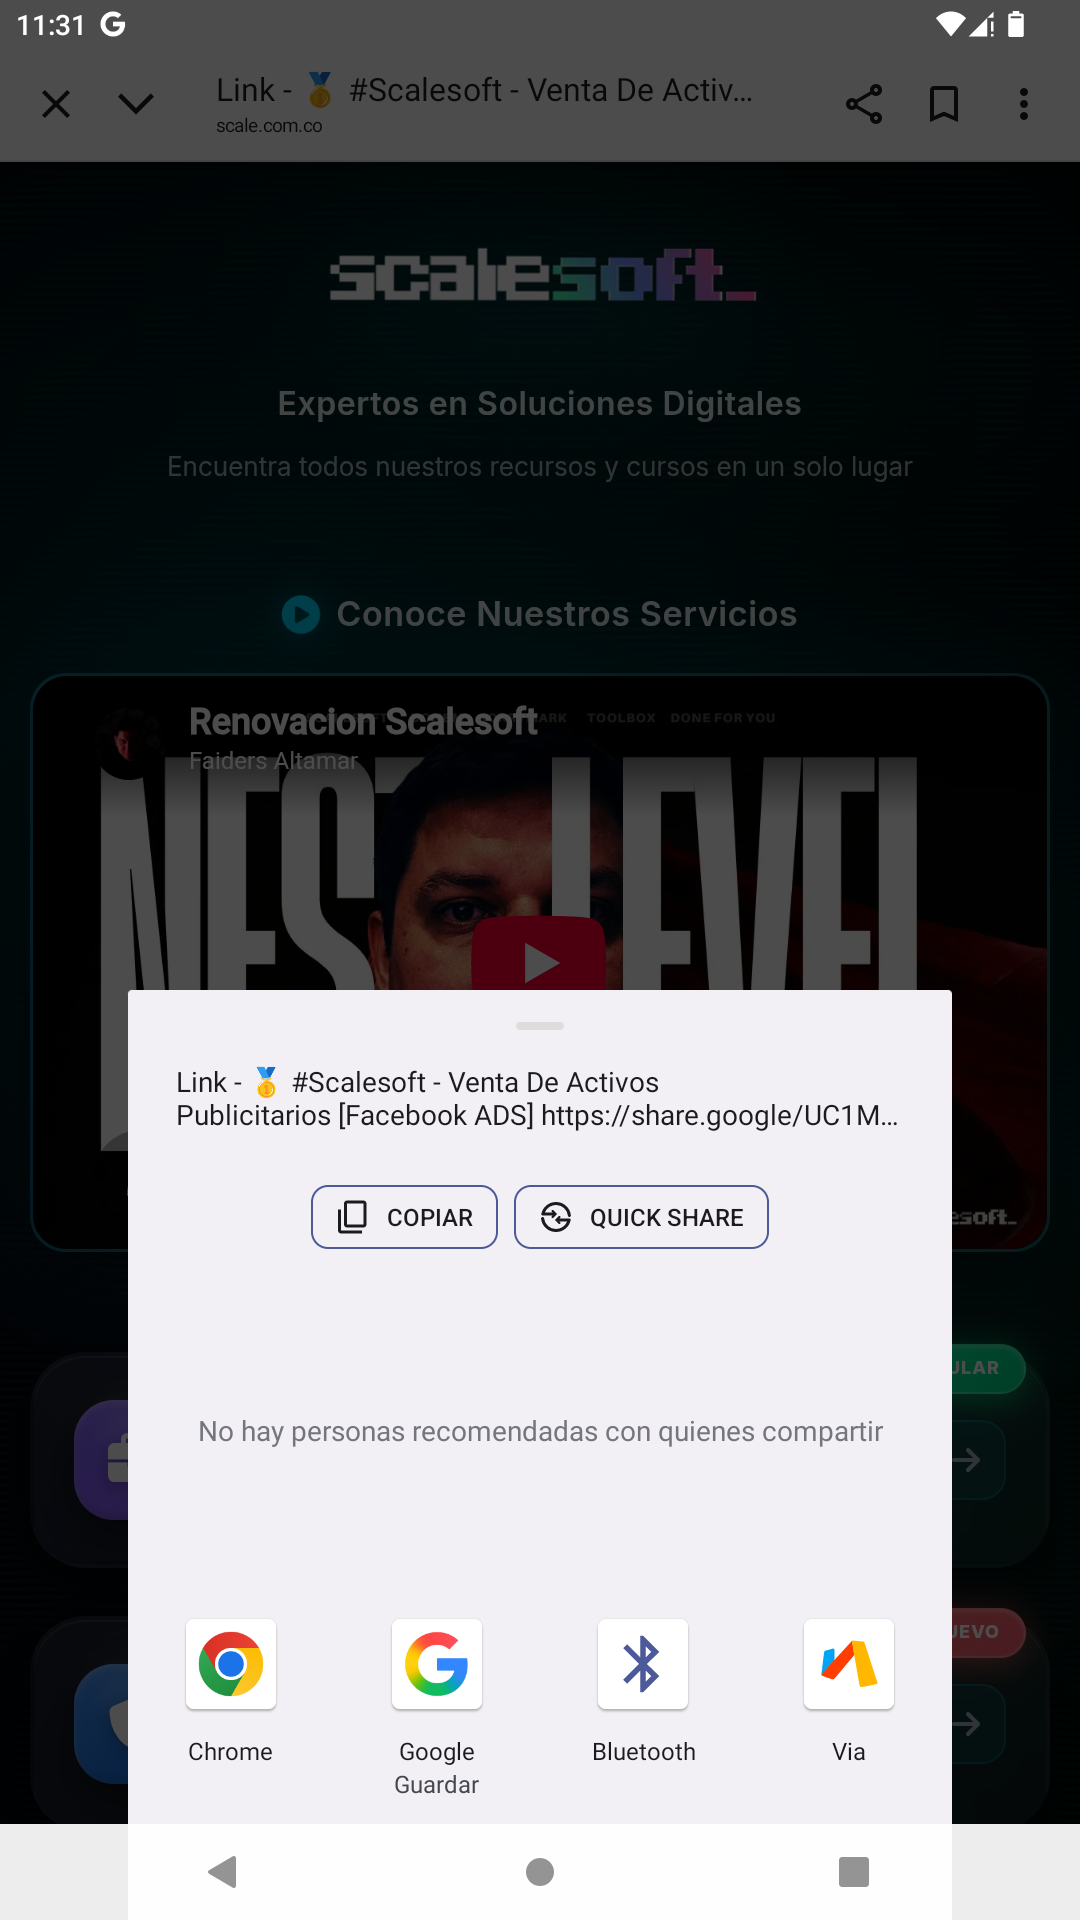 11:31
Link - 🥇 #Scalesoft - Venta De Activ...
scale.com.co
scalesoft_
Expertos en Soluciones Digitales
Encuentra todos nuestros recursos y cursos en un solo lugar
Conoce Nuestros Servicios
Renovacion Scalesoft
TOOLBOX DONE FOR YOU
Faiders Altamar
LEVEL
Link - 🥇 #Scalesoft - Venta De Activos
Publicitarios [Facebook ADS] https://share.google/UC1M...
COPIAR
QUICK SHARE
No hay personas recomendadas con quienes compartir
Chrome
Google
Guardar
Bluetooth
Via